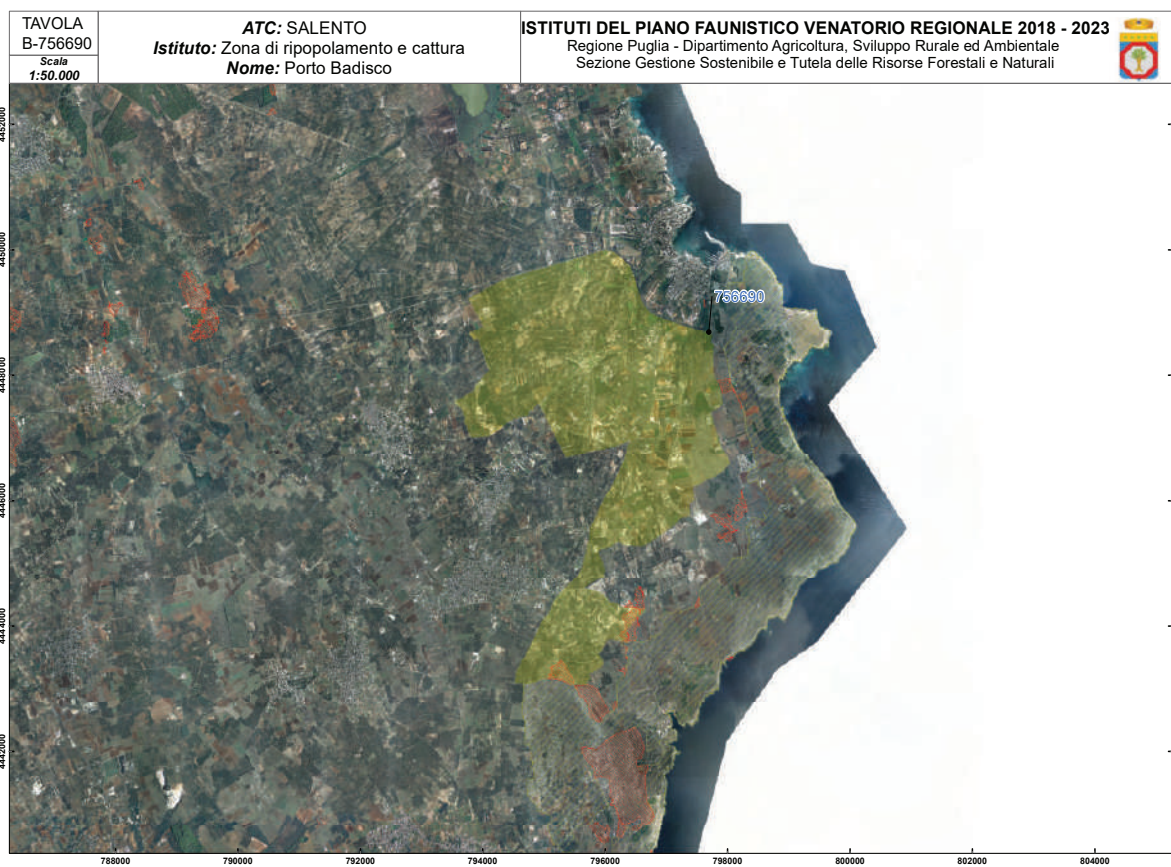 TAVOLA
B-756690
Scala
1:50.000
ATC: SALENTO
Istituto: Zona di ripopolamento e cattura
Nome: Porto Badisco
ISTITUTI DEL PIANO FAUNISTICO VENATORIO REGIONALE 2018 - 2023
Regione Puglia - Dipartimento Agricoltura, Sviluppo Rurale ed Ambientale
Sezione Gestione Sostenibile e Tutela delle Risorse Forestali e Naturali
4452000
4450000
756690
4448000
4446000
4444000
4442000
788000 790000 792000 794000 796000 798000 800000 802000 804000